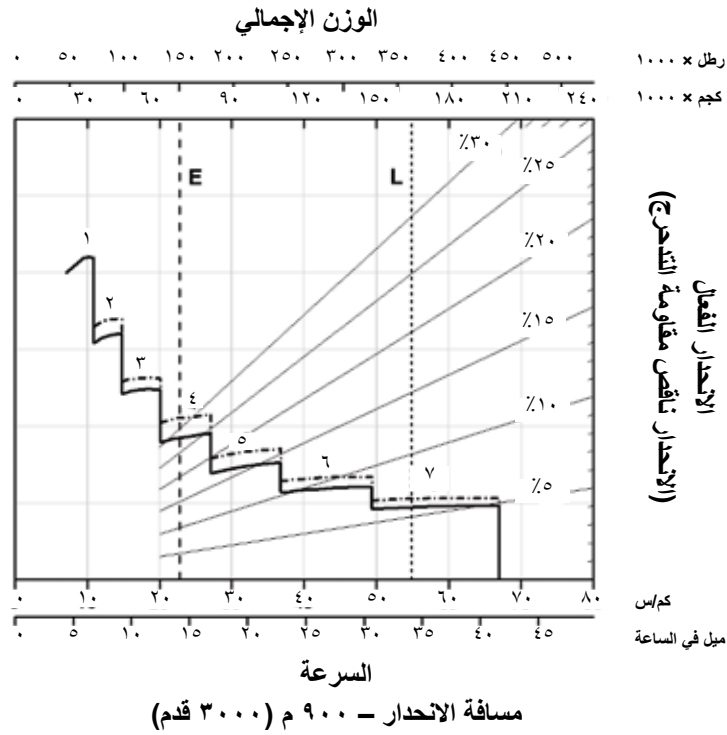 الوزن الإجمالي
٠ ٥٠ ١٠٠ ١٥٠ ٢٠٠ ٢٥٠ ٣٠٠ ٣٥٠ ٤٠٠ ٤٥٠ ٥٠٠ رطل × ١٠٠٠
٠ ٣٠ ٦٠ ٩٠ ١٢٠ ١٥٠ ١٨٠ ٢١٠ ٢٤٠ كجم × ١٠٠٠
E
L
٪٣٠
٪٢٥
٪٢٠
٪١٥
٪١٠
٪٥
١
٢
٣
٤
٥
٦
٧
الانحدار الفعال
(الانحدار ناقص مقاومة التدحرج)
٠ ١٠ ٢٠ ٣٠ ٤٠ ٥٠ ٦٠ ٧٠ ٨٠ كم/س
٠ ٥ ١٠ ١٥ ٢٠ ٢٥ ٣٠ ٣٥ ٤٠ ٤٥ ميل في الساعة
السرعة
مسافة الانحدار – ٩٠٠ م (٣٠٠٠ قدم)